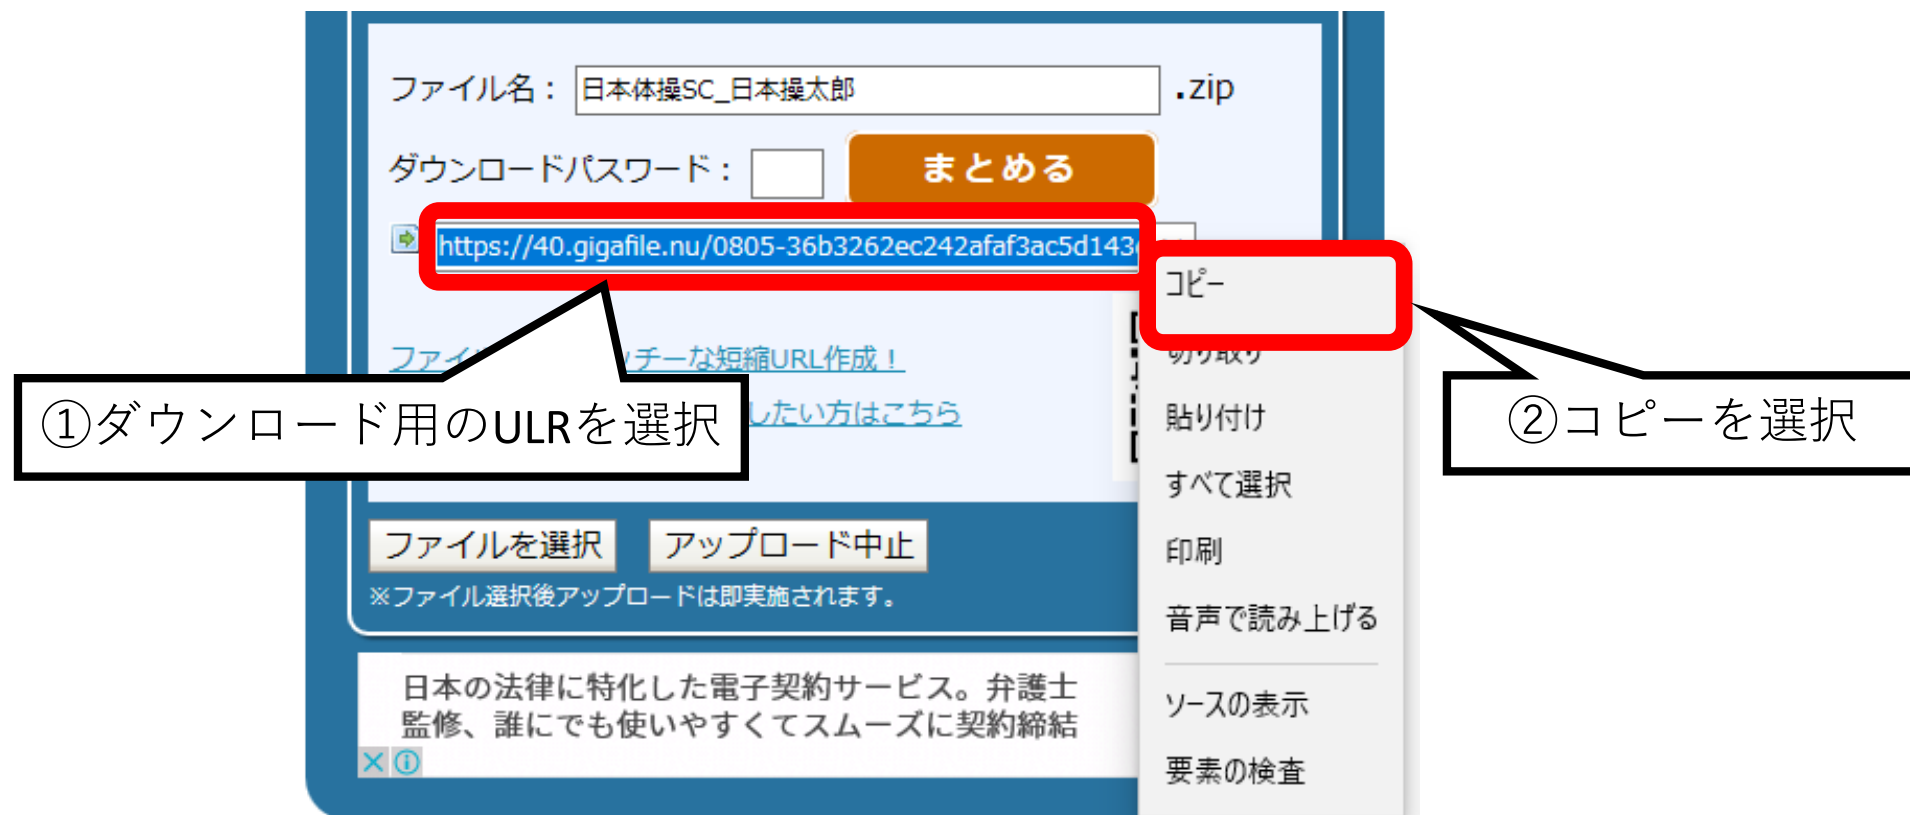 ファイル名： 日本体操SC_日本操太郎 .zip
ダウンロードパスワード： まとめる
https://40.gigafile.nu/0805-36b3262ec242afaf3ac5d143
コピー
切り取り
貼り付け
すべて選択
印刷
音声で読み上げる
ソースの表示
要素の検査
ファイ ッチーな短縮URL作成！
したい方はこちら
①ダウンロード用のULRを選択
②コピーを選択
ファイルを選択 アップロード中止
※ファイル選択後アップロードは即実施されます。
日本の法律に特化した電子契約サービス。弁護士
監修、誰にでも使いやすくてスムーズに契約締結